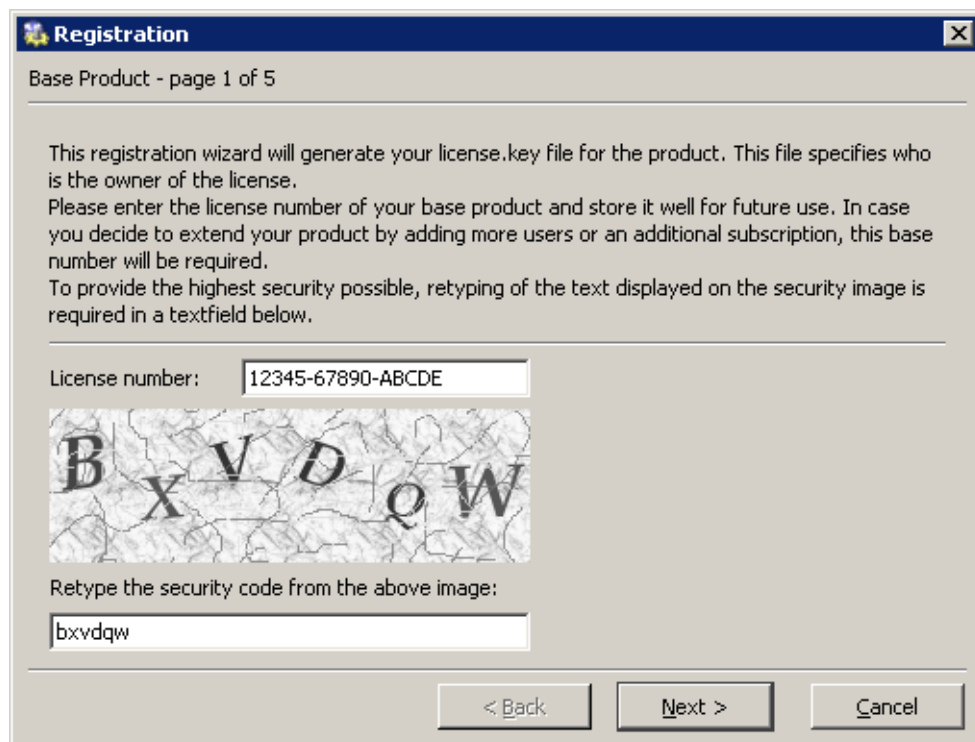 Registration
Base Product - page 1 of 5
This registration wizard will generate your license.key file for the product. This file specifies who
is the owner of the license.
Please enter the license number of your base product and store it well for future use. In case
you decide to extend your product by adding more users or an additional subscription, this base
number will be required.
To provide the highest security possible, retyping of the text displayed on the security image is
required in a textfield below.
License number: 12345-67890-ABCDE
B X V D Q W
Retype the security code from the above image:
bxvdqw
< Back Next > Cancel